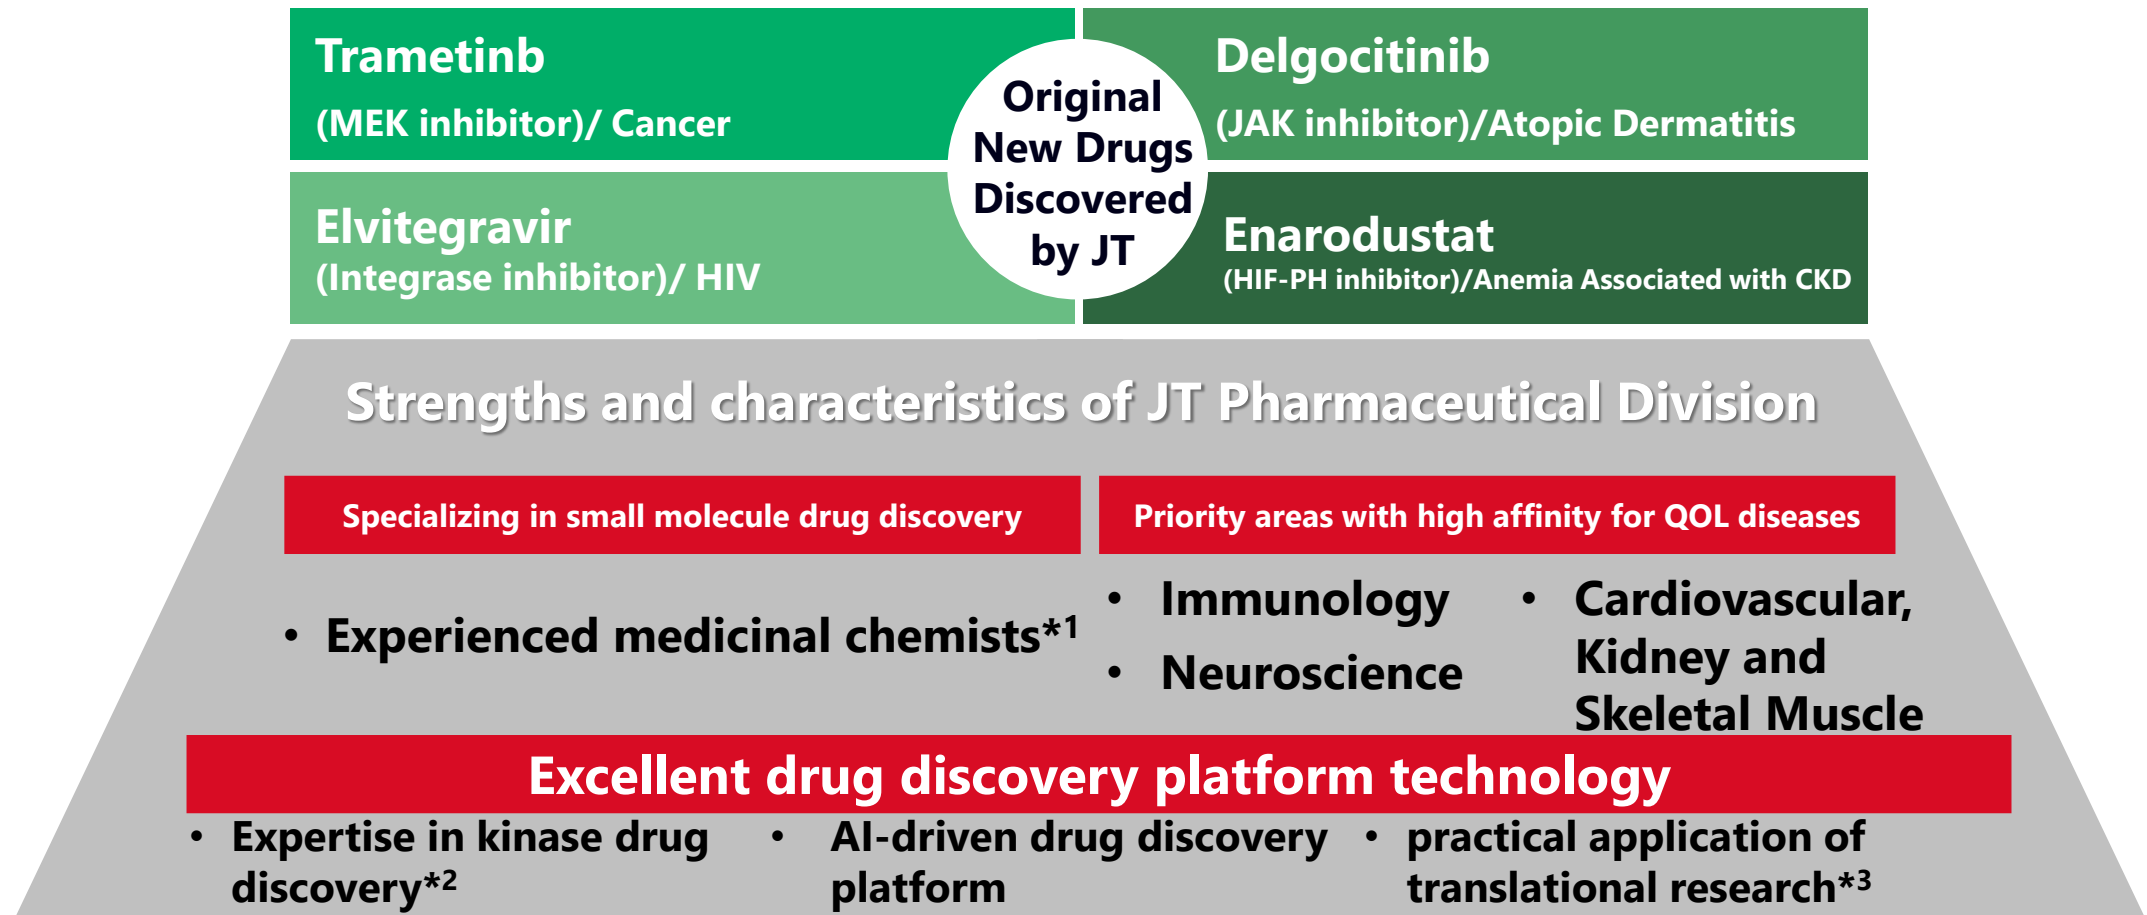 Trametinb
(MEK inhibitor)/ Cancer
Delgocitinib
(JAK inhibitor)/Atopic Dermatitis
Original
New Drugs
Discovered
by JT
Elvitegravir
(Integrase inhibitor)/ HIV
Enarodustat
(HIF-PH inhibitor)/Anemia Associated with CKD
Strengths and characteristics of JT Pharmaceutical Division
Specializing in small molecule drug discovery
• Experienced medicinal chemists*1
Priority areas with high affinity for QOL diseases
• Immunology
• Neuroscience
• Cardiovascular,
Kidney and
Skeletal Muscle
Excellent drug discovery platform technology
• Expertise in kinase drug
discovery*2
• AI-driven drug discovery
platform
• practical application of
translational research*3